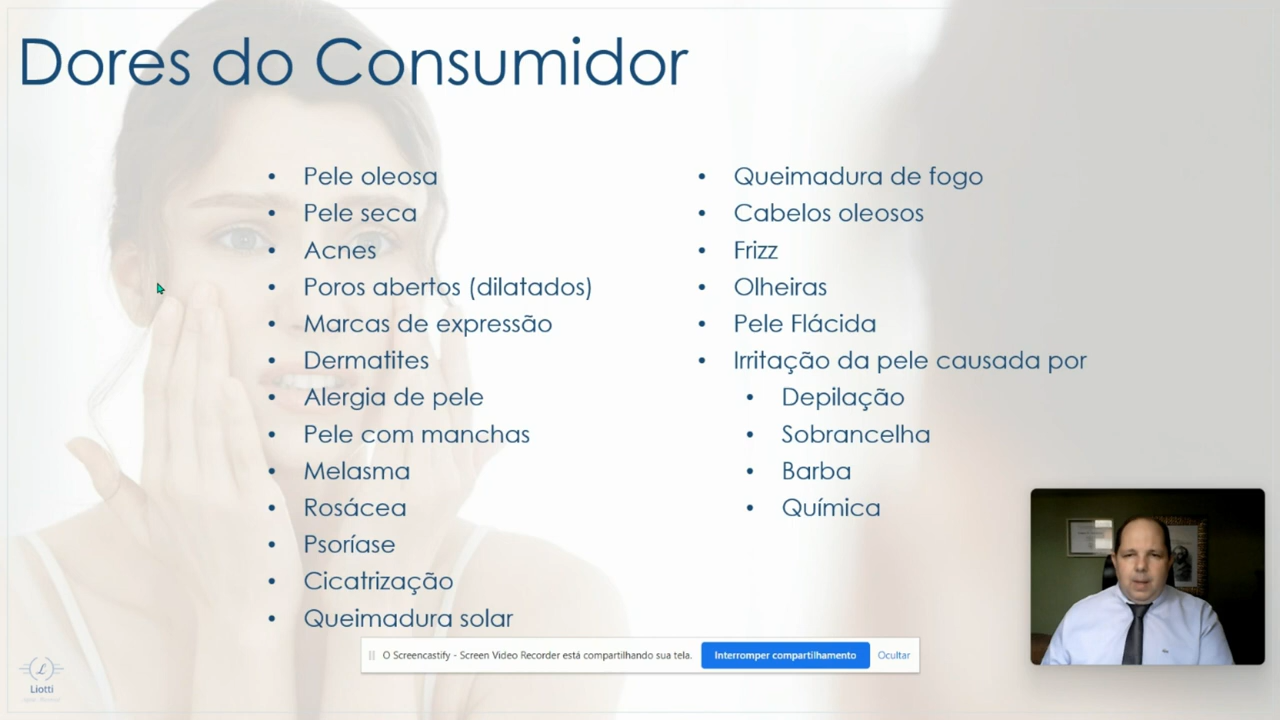 Dores do Consumidor
• Pele oleosa
• Pele seca
• Acnes
• Poros abertos (dilatados)
• Marcas de expressão
• Dermatites
• Alergia de pele
• Pele com manchas
• Melasma
• Rosácea
• Psoríase
• Cicatrização
• Queimadura solar
• Queimadura de fogo
• Cabelos oleosos
• Frizz
• Olheiras
• Pele Flácida
• Irritação da pele causada por
• Depilação
• Sobrancelha
• Barba
• Química
O Screencastify - Screen Video Recorder está compartilhando sua tela.
Interromper compartilhamento
Ocultar
L
Liotti